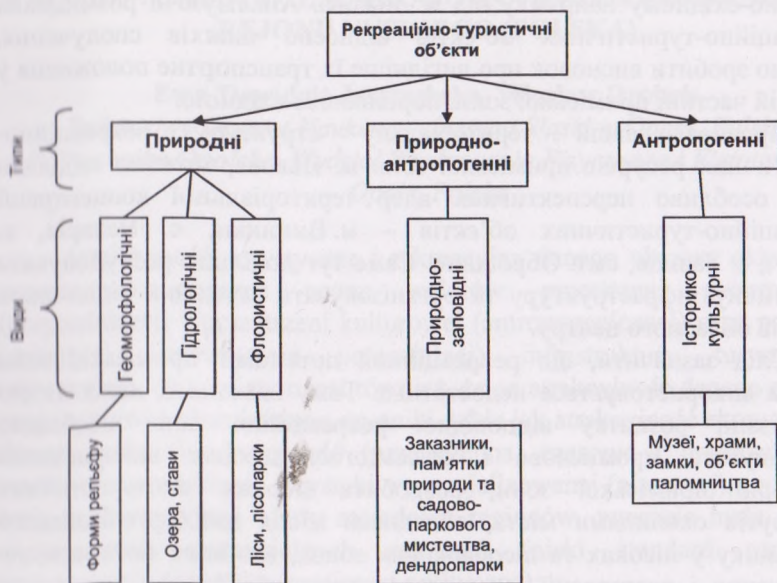 Рекреаційно-туристичні
об'єкти
Типи
Природні
Природно-
антропогенні
Антропогенні
Види
Геоморфологічні
Гідрологічні
Флористичні
Природно-
заповідні
Історико-
культурні
Форми рельєфу
Озера, стави
Ліси, лісопарки
Заказники,
пам'ятки
природи та
садово-
паркового
мистецтва,
дендропарки
Музеї, храми,
замки, об'єкти
паломництва